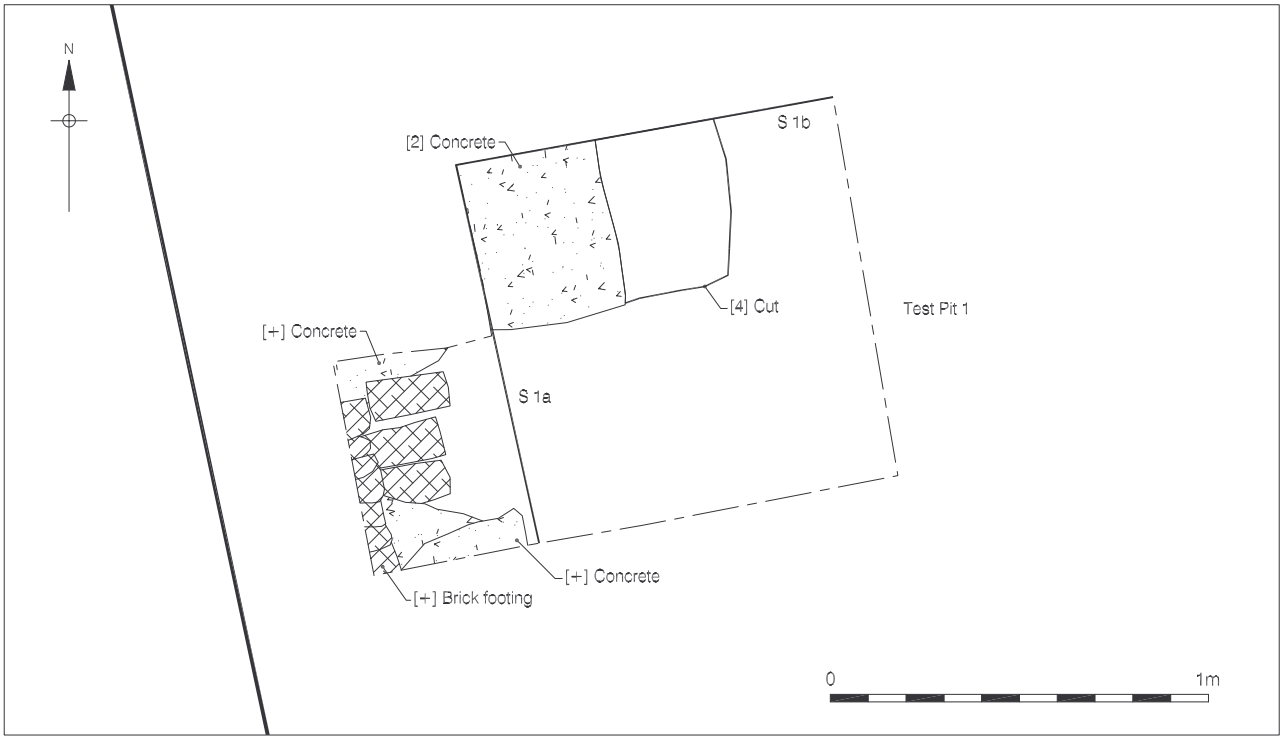 N
S 1b
[2] Concrete
[4] Cut
Test Pit 1
[+] Concrete
S 1a
[+] Concrete
[+] Brick footing
0 1m